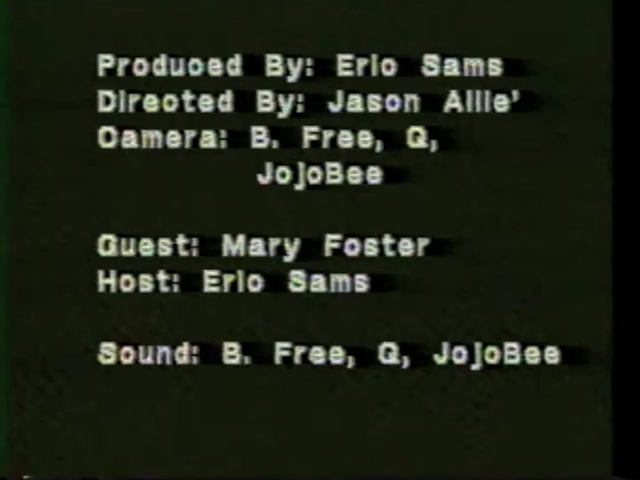 Produced By: Eric Sams
Directed By: Jason Allie'
Camera: B. Free, Q,
JojoBee
Guest: Mary Foster
Host: Eric Sams
Sound: B. Free, Q, JojoBee